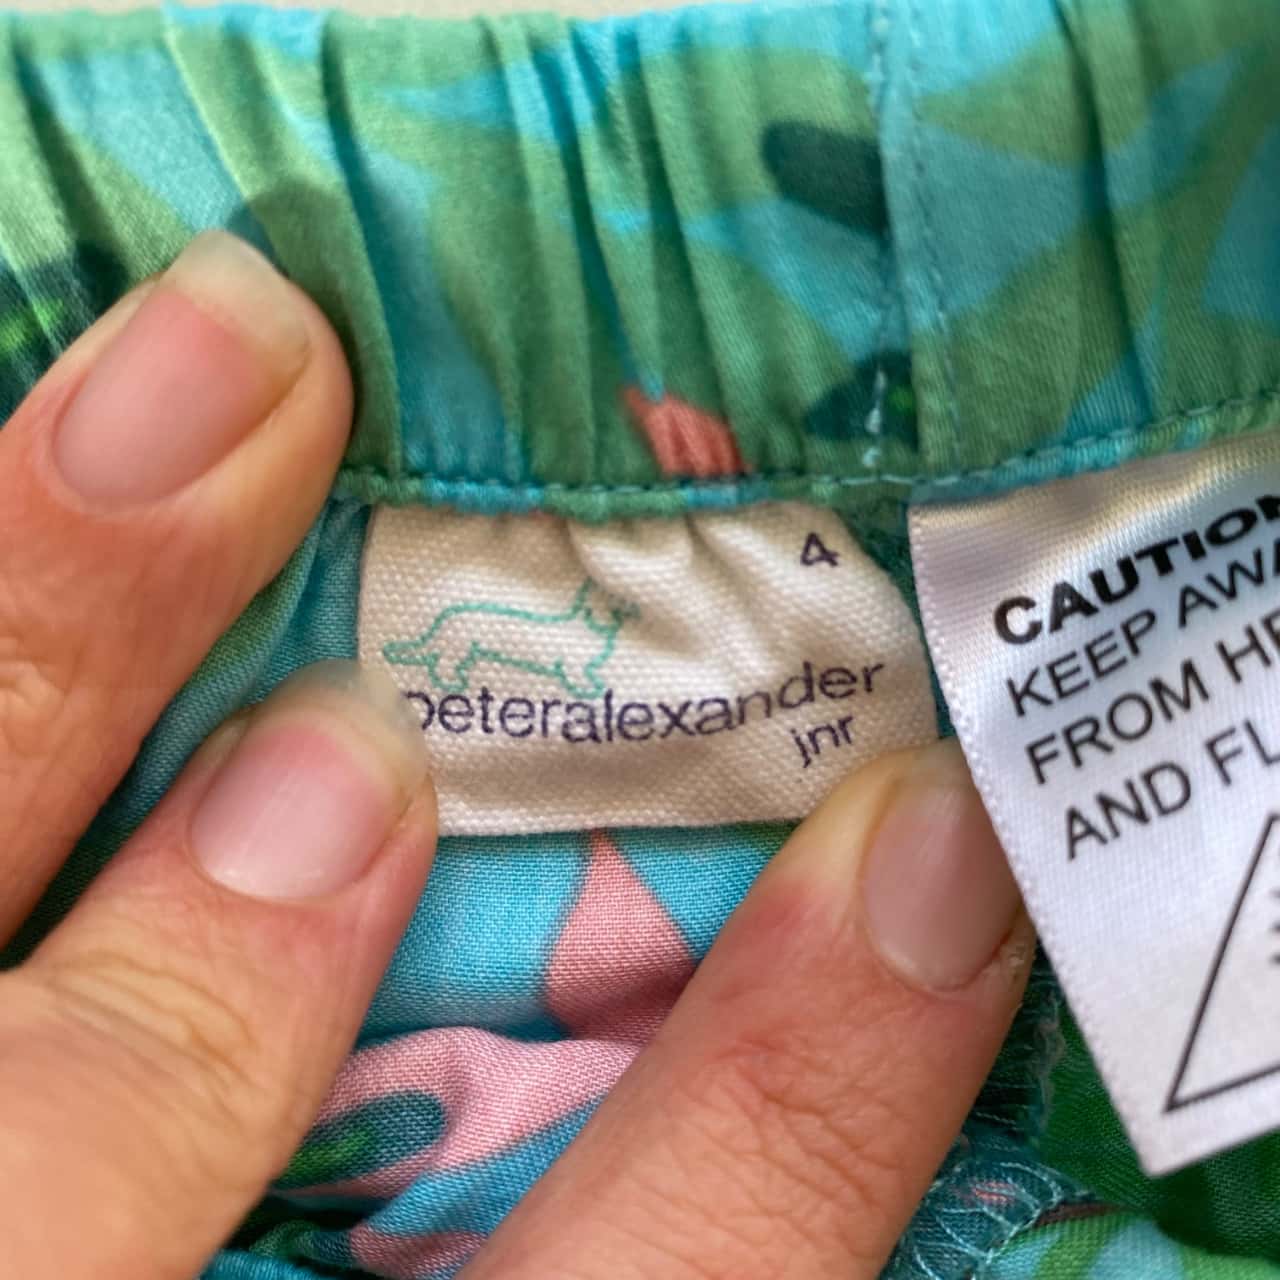 4
peteralexander
jnr
CAUTION
KEEP AWA
FROM HE
AND FL